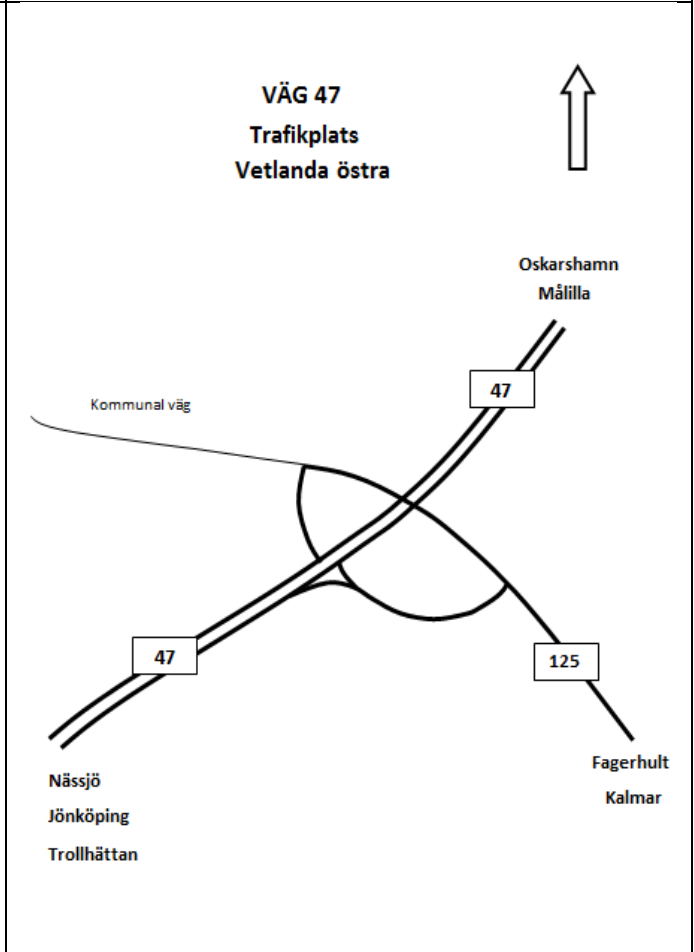 VÄG 47
Trafikplats
Vetlanda östra
Oskarshamn
Målilla
47
Kommunal väg
47
125
Fagerhult
Kalmar
Nässjö
Jönköping
Trollhättan